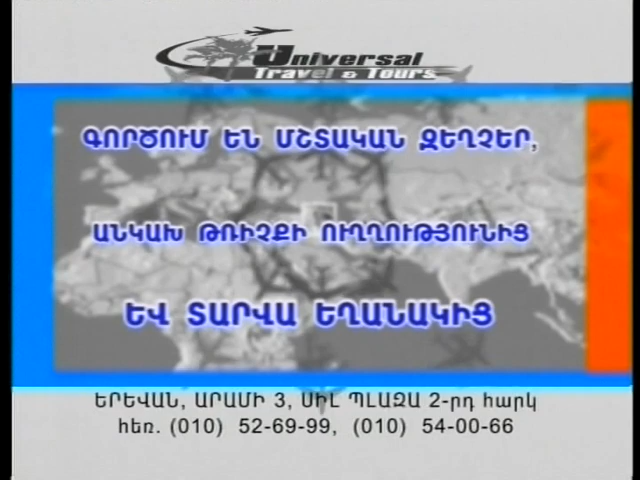 Universal
Travel & Tours
ԳՈՐԾՈՒՄ ԵՆ ՄՇՏԱԿԱՆ ԶԵՂՉԵՐ,
ԱՆԿԱԽ ԹՌԻՉՔԻ ՈՒՂՂՈՒԹՅՈՒՆԻՑ
ԵՎ ՏԱՐՎԱ ԵՂԱՆԱԿԻՑ
ԵՐԵՎԱՆ, ԱՐԱՄԻ 3, ՍԻԼ ՊԼԱԶԱ 2-րդ հարկ
հեռ. (010) 52-69-99, (010) 54-00-66